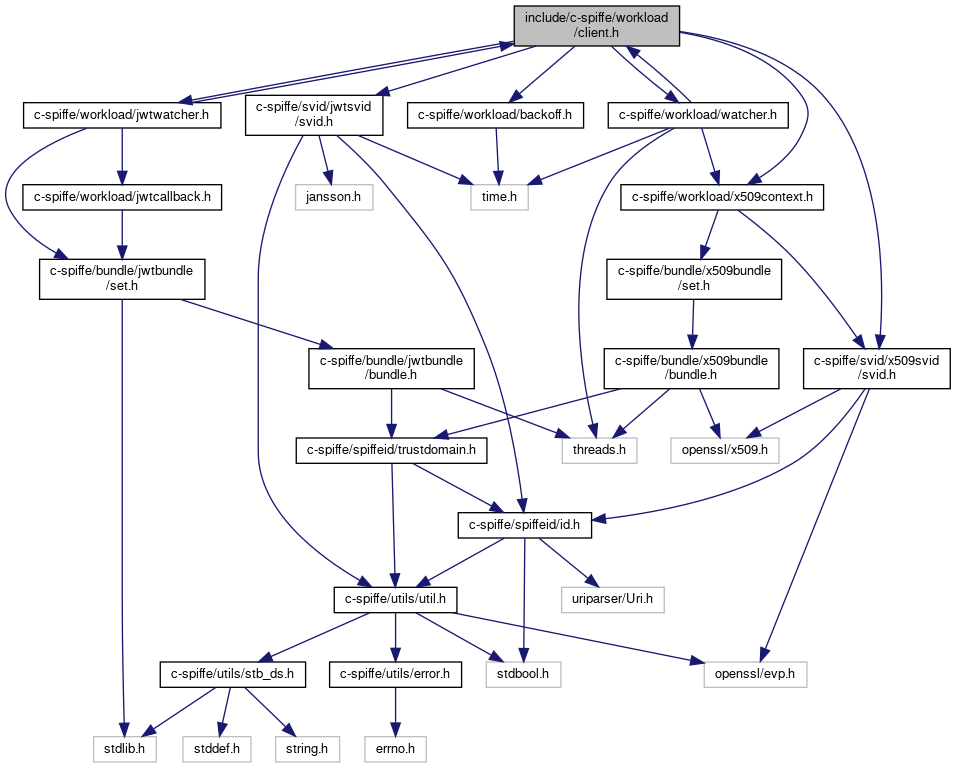 include/c-spiffe/workload
/client.h
c-spiffe/workload/jwtwatcher.h
c-spiffe/svid/jwtsvid
/svid.h
c-spiffe/workload/backoff.h
c-spiffe/workload/watcher.h
c-spiffe/workload/jwtcallback.h
jansson.h
time.h
c-spiffe/workload/x509context.h
c-spiffe/bundle/jwtbundle
/set.h
c-spiffe/bundle/x509bundle
/set.h
c-spiffe/bundle/jwtbundle
/bundle.h
c-spiffe/bundle/x509bundle
/bundle.h
c-spiffe/svid/x509svid
/svid.h
c-spiffe/spiffeid/trustdomain.h
threads.h
openssl/x509.h
c-spiffe/spiffeid/id.h
c-spiffe/utils/util.h
uriparser/Uri.h
c-spiffe/utils/stb_ds.h
c-spiffe/utils/error.h
stdbool.h
openssl/evp.h
stdlib.h
stddef.h
string.h
errno.h